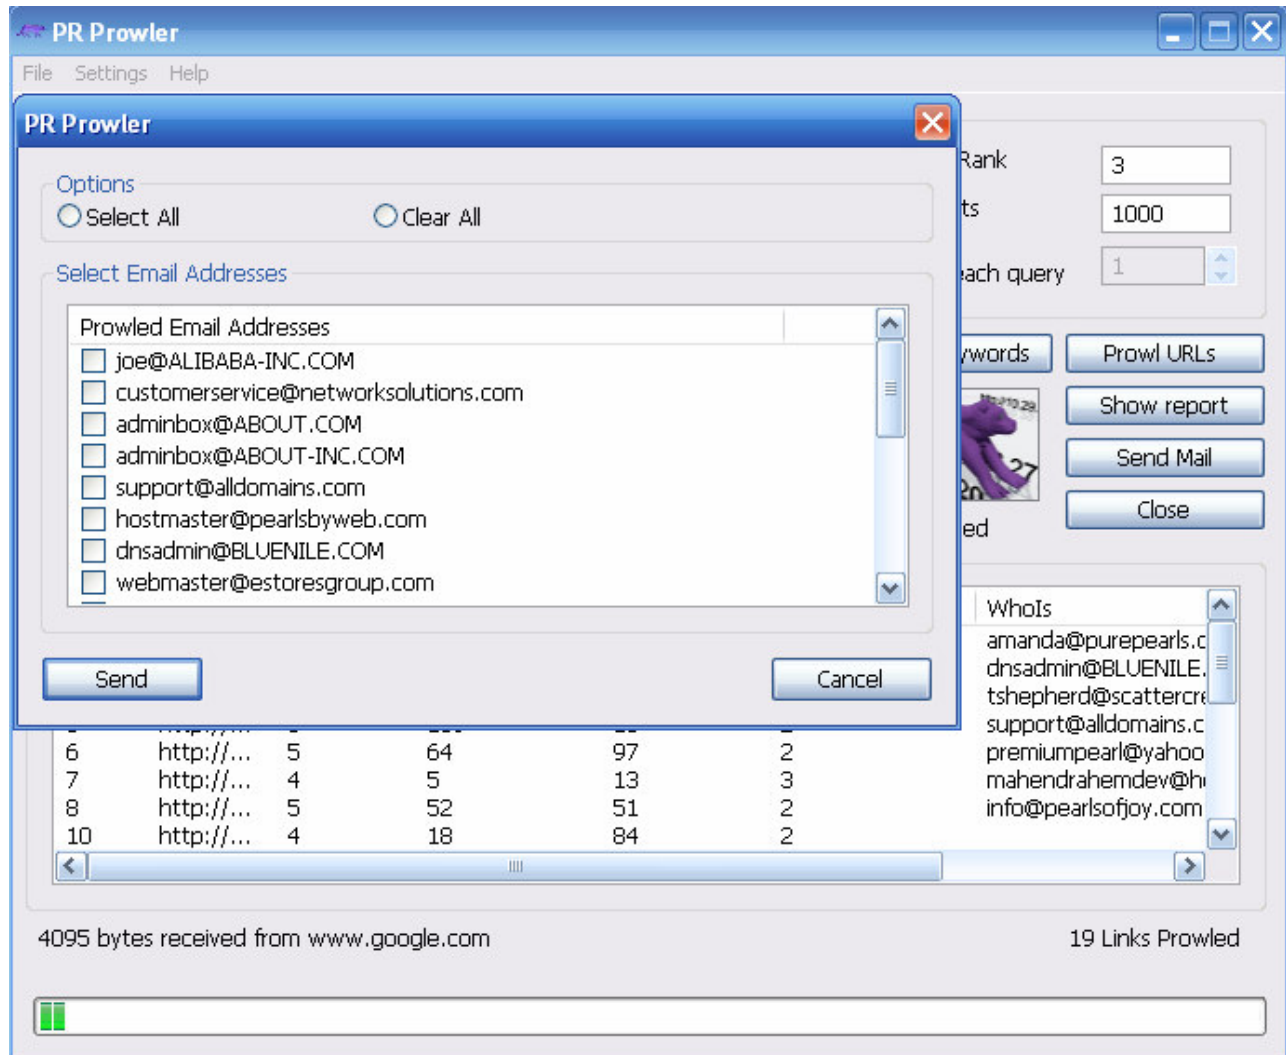 PR Prowler
File Settings Help
PR Prowler
Options
Select All Clear All
Select Email Addresses
Prowled Email Addresses
joe@ALIBABA-INC.COM
customerservice@networksolutions.com
adminbox@ABOUT.COM
adminbox@ABOUT-INC.COM
support@alldomains.com
hostmaster@pearlsbyweb.com
dnsadmin@BLUENILE.COM
webmaster@estoresgroup.com
Send Cancel
Rank 3
ts 1000
each query 1
ywords Prowl URLs
Show report
Send Mail
Close
ed
WhoIs
amanda@purepearls.c
dnsadmin@BLUENILE.
tshepherd@scattercre
support@alldomains.c
6 http://... 5 64 97 2 premiumpearl@yahoo
7 http://... 4 5 13 3 mahendrahemdev@h
8 http://... 5 52 51 2 info@pearlsofjoy.com
10 http://... 4 18 84 2
4095 bytes received from www.google.com 19 Links Prowled